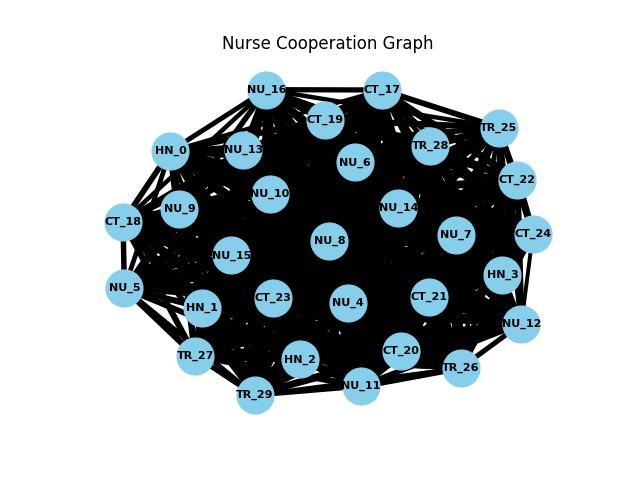 Nurse Cooperation Graph
NU_16
CT_17
CT_19
TR_25
TR_28
HN_0
NU_13
NU_6
CT_22
NU_10
NU_9
NU_14
CT_18
CT_24
NU_7
NU_8
NU_15
HN_3
NU_5
CT_23
CT_21
NU_4
HN_1
NU_12
CT_20
TR_27
HN_2
TR_26
NU_11
TR_29